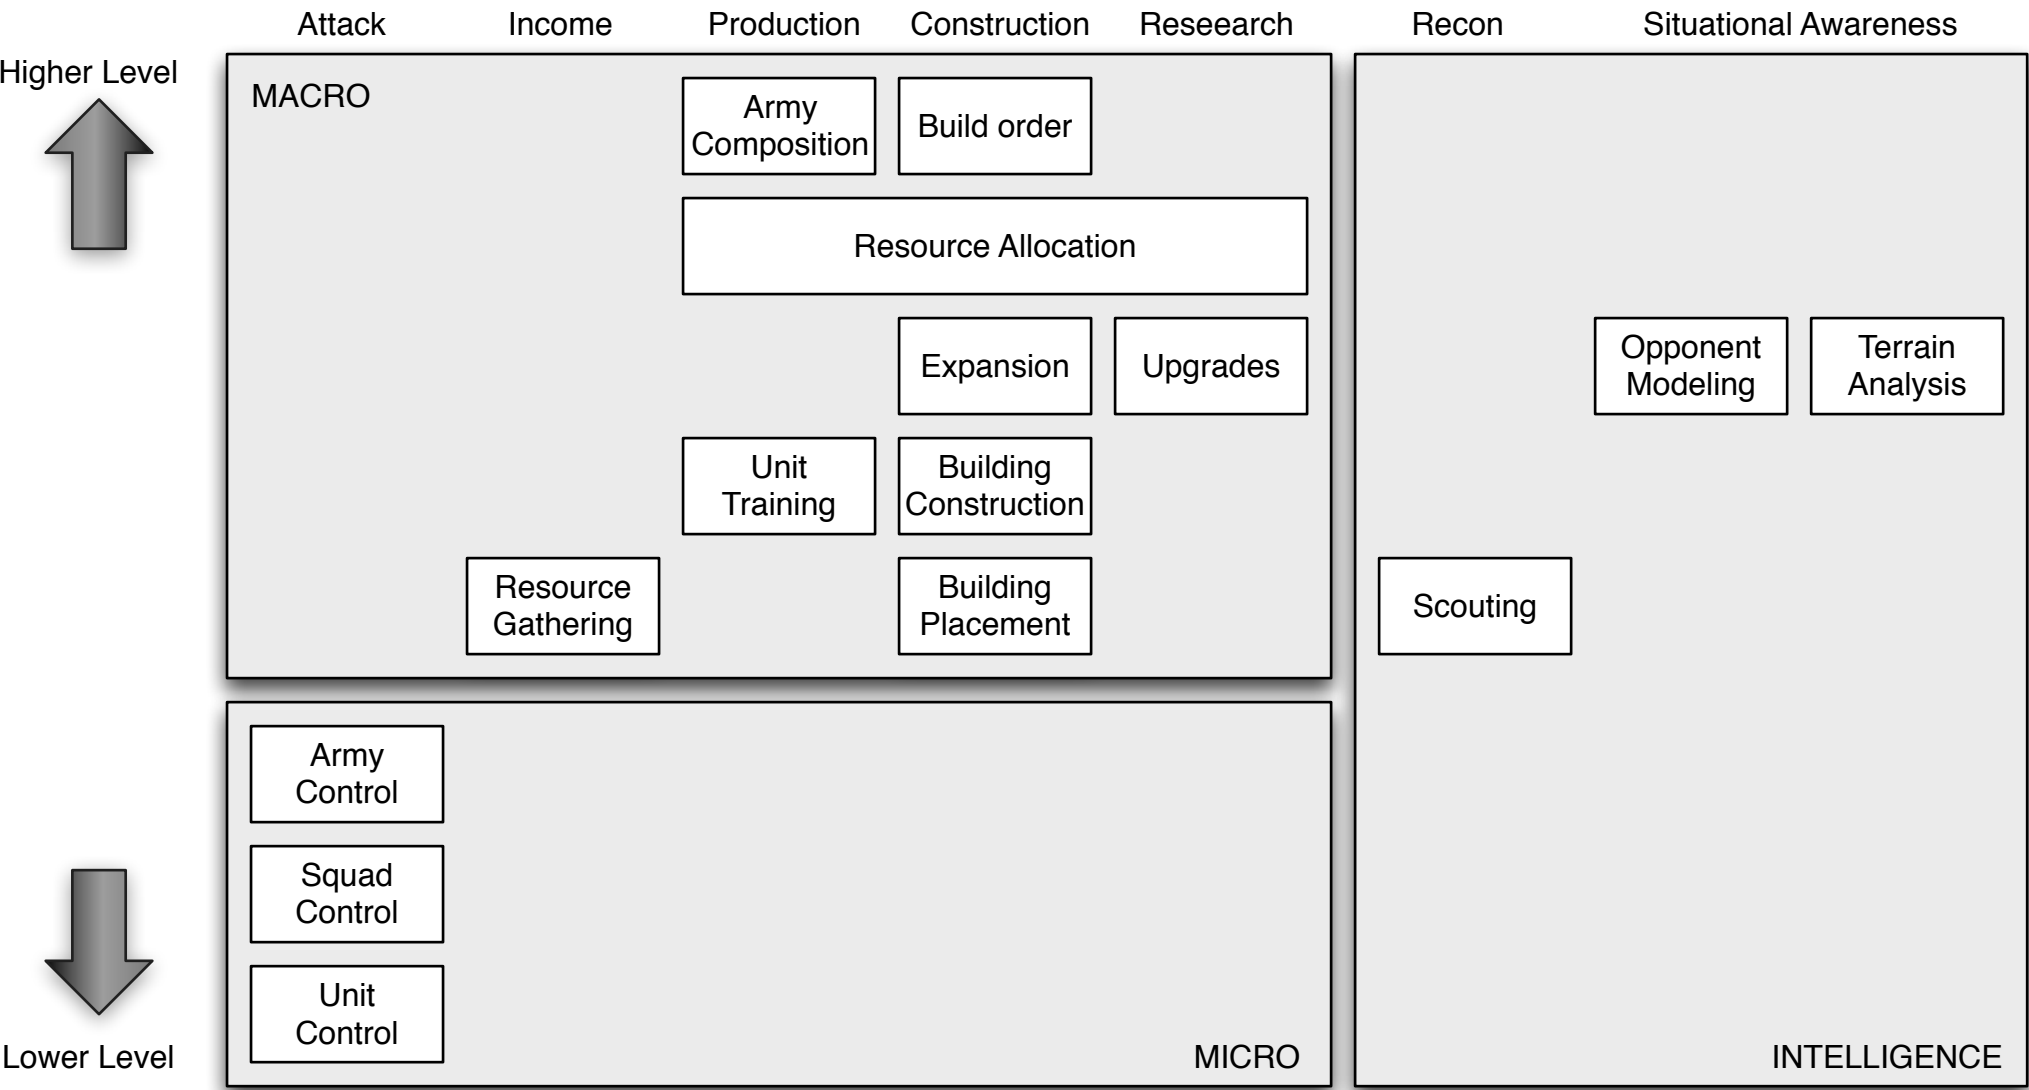 Attack Income Production Construction Reseearch Recon Situational Awareness
Higher Level
MACRO
Army
Composition
Build order
Resource Allocation
Expansion
Upgrades
Opponent
Modeling
Terrain
Analysis
Unit
Training
Building
Construction
Resource
Gathering
Building
Placement
Scouting
Army
Control
Squad
Control
Unit
Control
Lower Level
MICRO
INTELLIGENCE